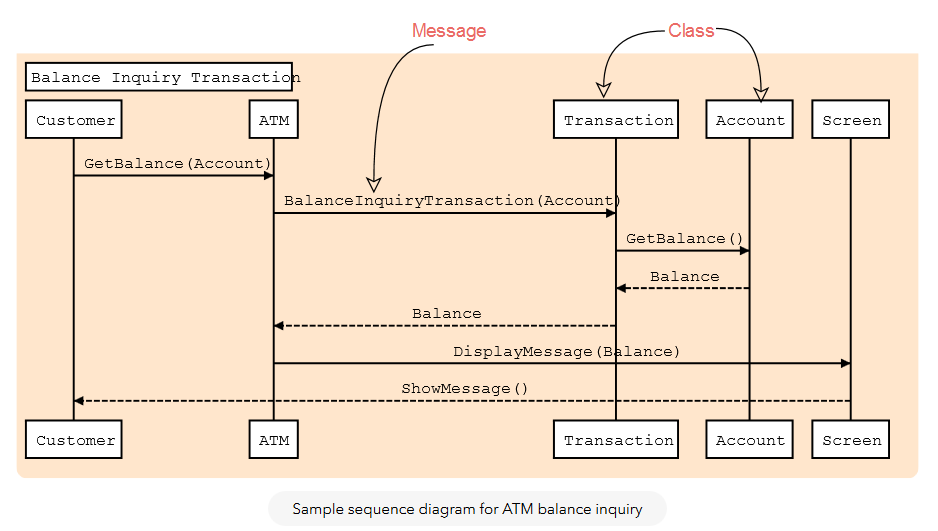 Message
Class
Balance Inquiry Transaction
Customer
ATM
Transaction
Account
Screen
GetBalance(Account)
BalanceInquiryTransaction(Account)
GetBalance()
Balance
Balance
DisplayMessage(Balance)
ShowMessage()
Customer
ATM
Transaction
Account
Screen
Sample sequence diagram for ATM balance inquiry